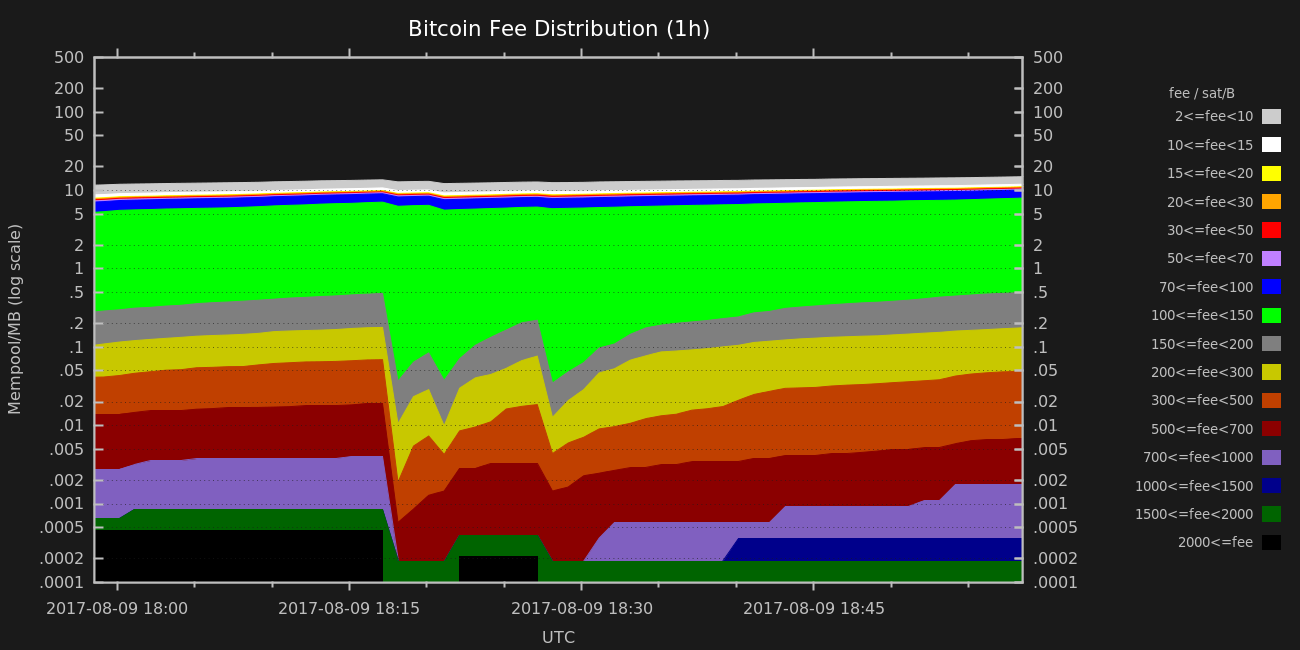 Bitcoin Fee Distribution (1h)
500
200
100
50
20
10
5
2
1
.5
.2
.1
.05
.02
.01
.005
.002
.001
.0005
.0002
.0001
Mempool/MB (log scale)
500
200
100
50
20
10
5
2
1
.5
.2
.1
.05
.02
.01
.005
.002
.001
.0005
.0002
.0001
2017-08-09 18:00
2017-08-09 18:15
2017-08-09 18:30
2017-08-09 18:45
UTC
fee / sat/B
2<=fee<10
10<=fee<15
15<=fee<20
20<=fee<30
30<=fee<50
50<=fee<70
70<=fee<100
100<=fee<150
150<=fee<200
200<=fee<300
300<=fee<500
500<=fee<700
700<=fee<1000
1000<=fee<1500
1500<=fee<2000
2000<=fee